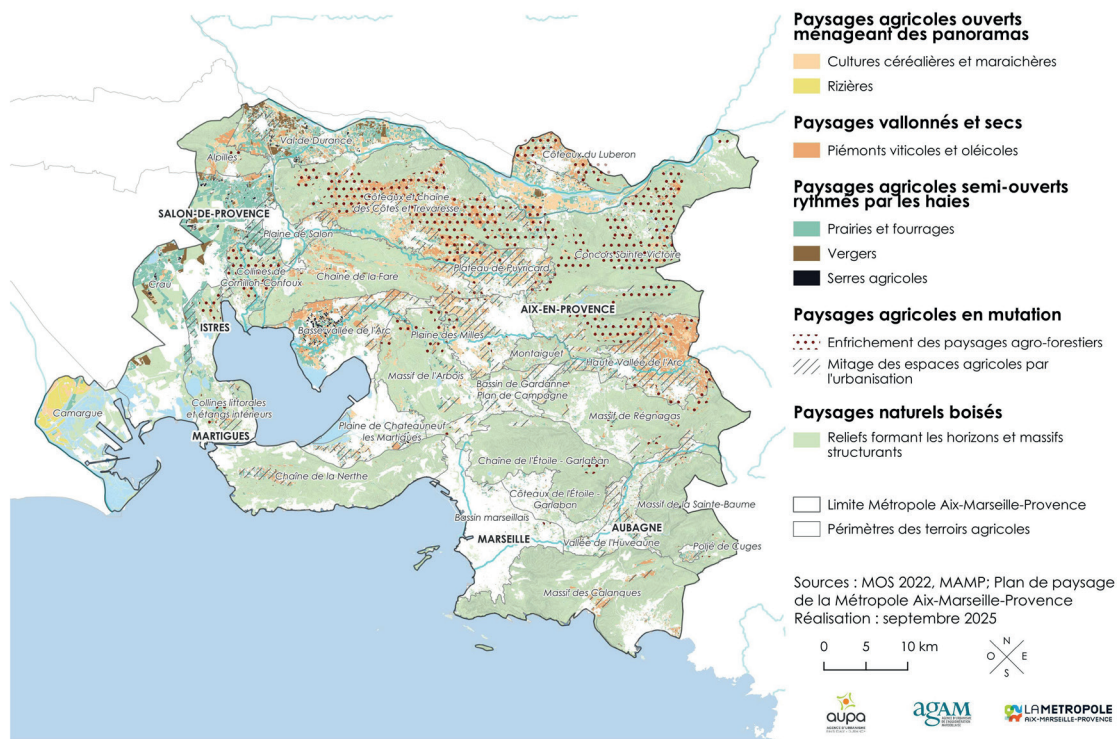 Paysages agricoles ouverts
ménageant des panoramas
Cultures céréalières et maraichères
Rizières
Paysages vallonnés et secs
Piémonts viticoles et oléicoles
Paysages agricoles semi-ouverts
rythmés par les haies
Prairies et fourrages
Vergers
Serres agricoles
Paysages agricoles en mutation
Enfrichement des paysages agro-forestiers
Mitage des espaces agricoles par
l'urbanisation
Paysages naturels boisés
Reliefs formant les horizons et massifs
structurants
Limite Métropole Aix-Marseille-Provence
Périmètres des terroirs agricoles
Sources : MOS 2022, MAMP; Plan de paysage
de la Métropole Aix-Marseille-Provence
Réalisation : septembre 2025
0 5 10 km
N
O E
S
aupa
agam
LAMETROPOLE
AIX-MARSEILLE-PROVENCE
Val de Durance
Alpilles
Côteaux du Luberon
Côteaux et chaîne
des Côtes et Trévaresse
SALON-DE-PROVENCE
Plaine de Salon
Concors Sainte-Victoire
Plateau de Puyricard
Collines de
Cornillon-Confoux
Chaîne de la Fare
Crau
AIX-EN-PROVENCE
ISTRES
Basse vallée de l'Arc
Plaine des Milles
Montaiguet
Haute Vallée de l'Arc
Massif de l'Arbois
Bassin de Gardanne
Plan de Campagne
Camargue
Collines littorales
et étangs intérieurs
Massif de Régnagas
Plaine de Chateauneuf
les Martigues
MARTIGUES
Chaîne de l'Étoile - Garlaban
Chaîne de la Nerthe
Côteaux de l'Étoile -
Garlaban
Massif de la Sainte-Baume
Bassin marseillais
AUBAGNE
MARSEILLE
Vallée de l'Huveaune
Polje de Cuges
Massif des Calanques